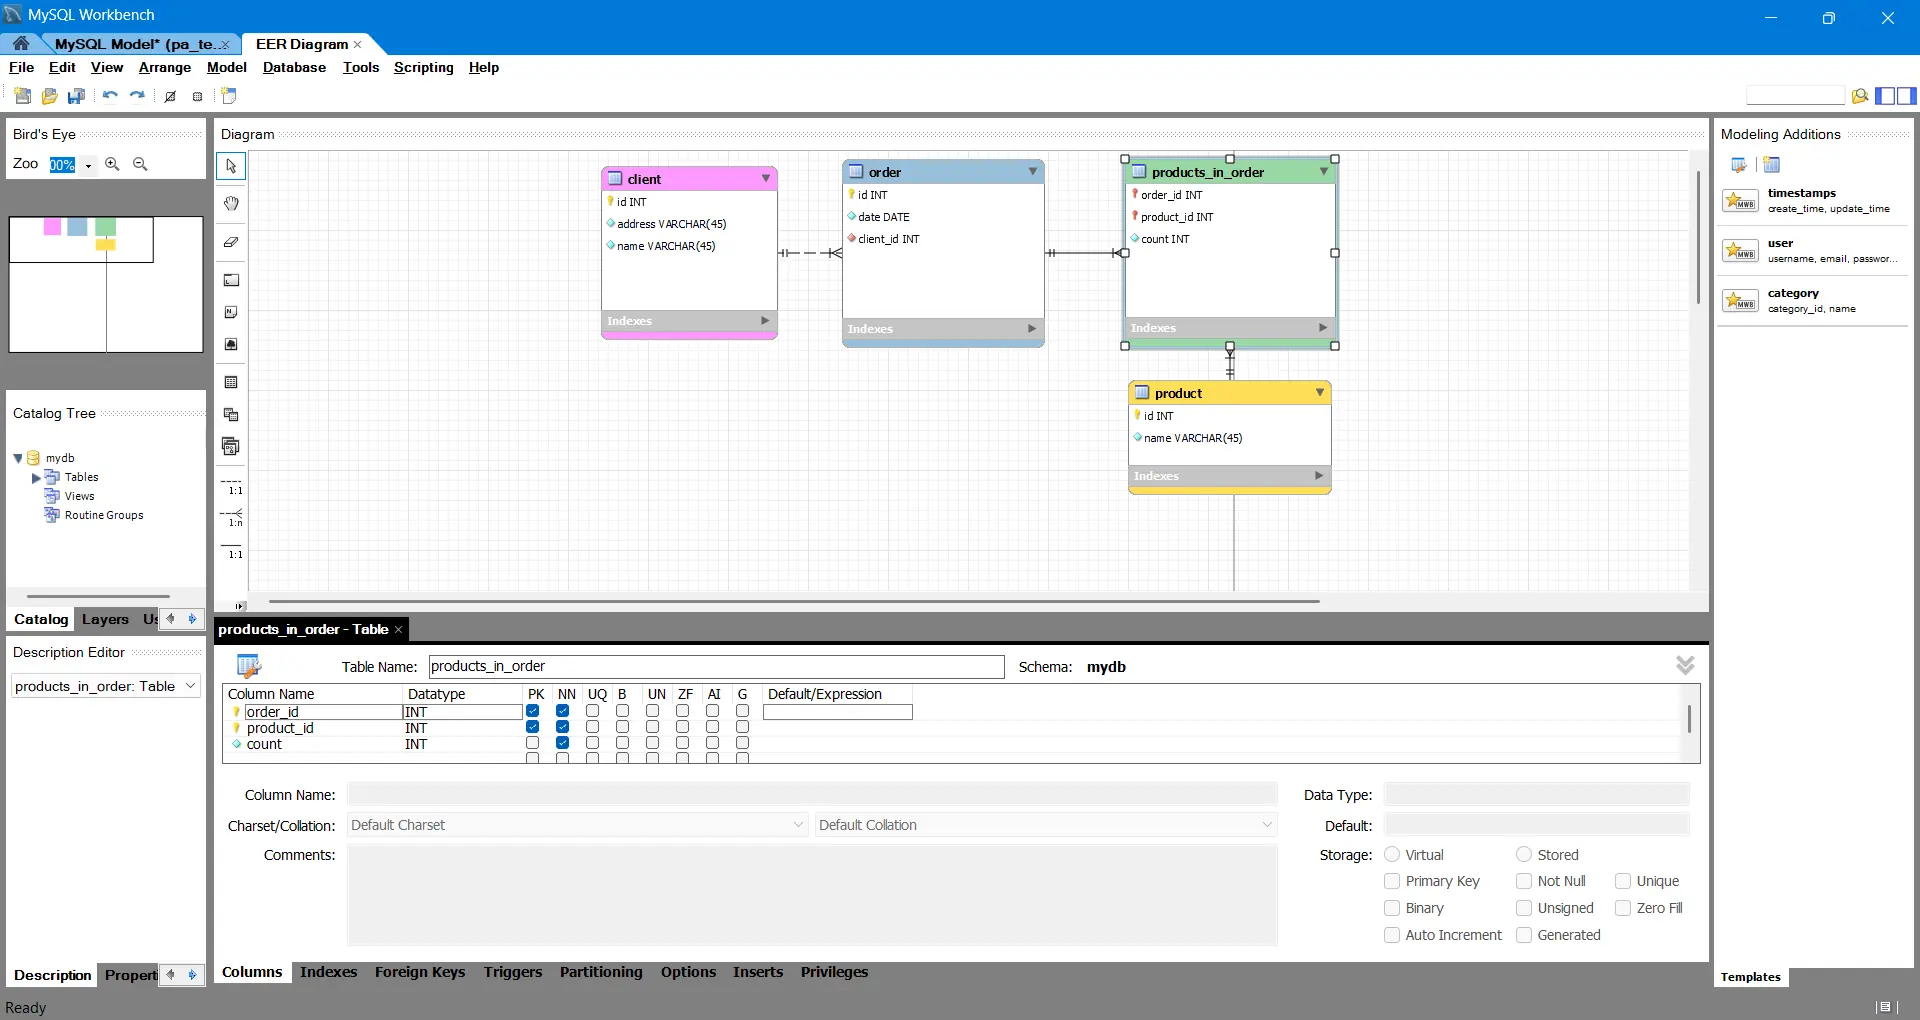 MySQL Workbench
MySQL Model* (pa_te..
EER Diagram
File Edit View Arrange Model Database Tools Scripting Help
Bird's Eye
Zoo 00%
Diagram
client
id INT
address VARCHAR(45)
name VARCHAR(45)
Indexes
order
id INT
date DATE
client_id INT
Indexes
products_in_order
order_id INT
product_id INT
count INT
Indexes
product
id INT
name VARCHAR(45)
Indexes
1:1
1:n
1:1
Modeling Additions
timestamps
create_time, update_time
user
username, email, passwor...
category
category_id, name
Templates
Catalog Tree
mydb
Tables
Views
Routine Groups
Catalog Layers Us
Description Editor
products_in_order: Table
Description Properti
products_in_order - Table
Table Name: products_in_order Schema: mydb
Column Name Datatype PK NN UQ B UN ZF AI G Default/Expression
order_id INT
product_id INT
count INT
Column Name: Data Type:
Charset/Collation: Default Charset Default Collation Default:
Comments: Storage: Virtual Stored
Primary Key Not Null Unique
Binary Unsigned Zero Fill
Auto Increment Generated
Columns Indexes Foreign Keys Triggers Partitioning Options Inserts Privileges
Ready